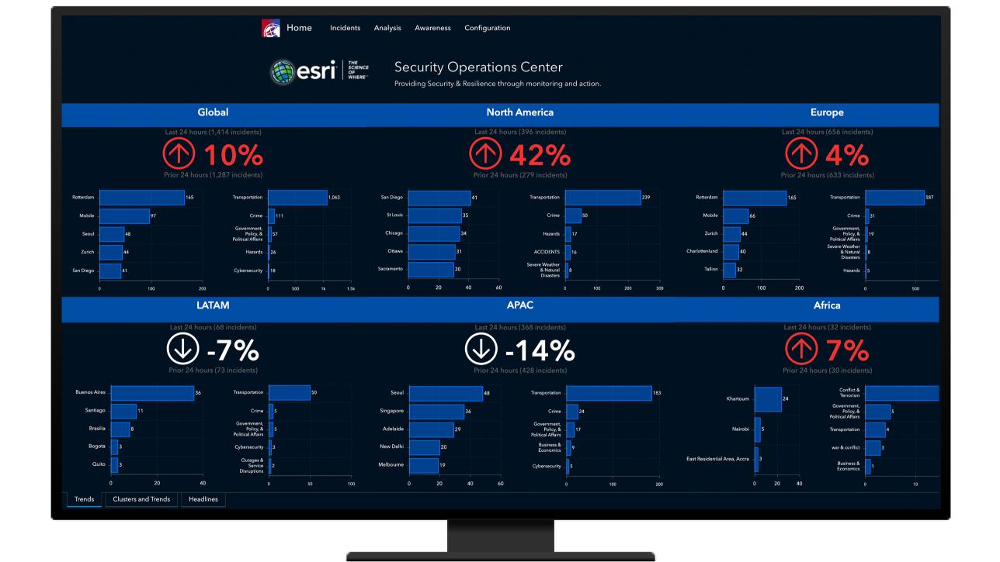 Home Incidents Analysis Awareness Configuration
esri
THE
SCIENCE
OF
WHERE™
Security Operations Center
Providing Security & Resilience through monitoring and action.
Global
Last 24 hours (1,414 incidents)
10%
Prior 24 hours (1,287 incidents)
Rotterdam 165
Mobile 97
Seoul 48
Zurich 44
San Diego 41
0 100 200
Transportation 1,063
Crime 111
Government,
Policy, &
Political Affairs 57
Hazards 26
Cybersecurity 18
0 500 1k 1.5k
North America
Last 24 hours (396 incidents)
42%
Prior 24 hours (279 incidents)
San Diego 41
St Louis 35
Chicago 34
Ottawa 31
Sacramento 30
0 20 40 60
Transportation 239
Crime 50
Hazards 17
ACCIDENTS 16
Severe Weather
& Natural
Disasters 8
0 100 200 300
Europe
Last 24 hours (656 incidents)
4%
Prior 24 hours (633 incidents)
Rotterdam 165
Mobile 66
Zurich 44
Charlottenlund 40
Tallinn 32
0 100 200
Transportation 587
Crime 31
Government,
Policy, &
Political Affairs 19
Severe Weather
& Natural
Disasters 8
Hazards 5
0 500
LATAM
Last 24 hours (68 incidents)
-7%
Prior 24 hours (73 incidents)
Buenos Aires 36
Santiago 11
Brasilia 8
Bogota 3
Quito 3
0 20 40
Transportation 50
Crime 5
Government,
Policy, &
Political Affairs 5
Cybersecurity 3
Outages &
Service
Disruptions 2
0 50 100
APAC
Last 24 hours (368 incidents)
-14%
Prior 24 hours (428 incidents)
Seoul 48
Singapore 36
Adelaide 29
New Delhi 20
Melbourne 19
0 20 40 60
Transportation 183
Crime 24
Government,
Policy, &
Political Affairs 17
Business &
Economics 9
Cybersecurity 5
0 100 200
Africa
Last 24 hours (32 incidents)
7%
Prior 24 hours (30 incidents)
Khartoum 24
Nairobi 5
East Residential Area, Accra 3
0 20 40
Conflict &
Terrorism
Government,
Policy, &
Political Affairs 5
Transportation 4
war & conflict 3
Business &
Economics 1
0 10
Trends Clusters and Trends Headlines